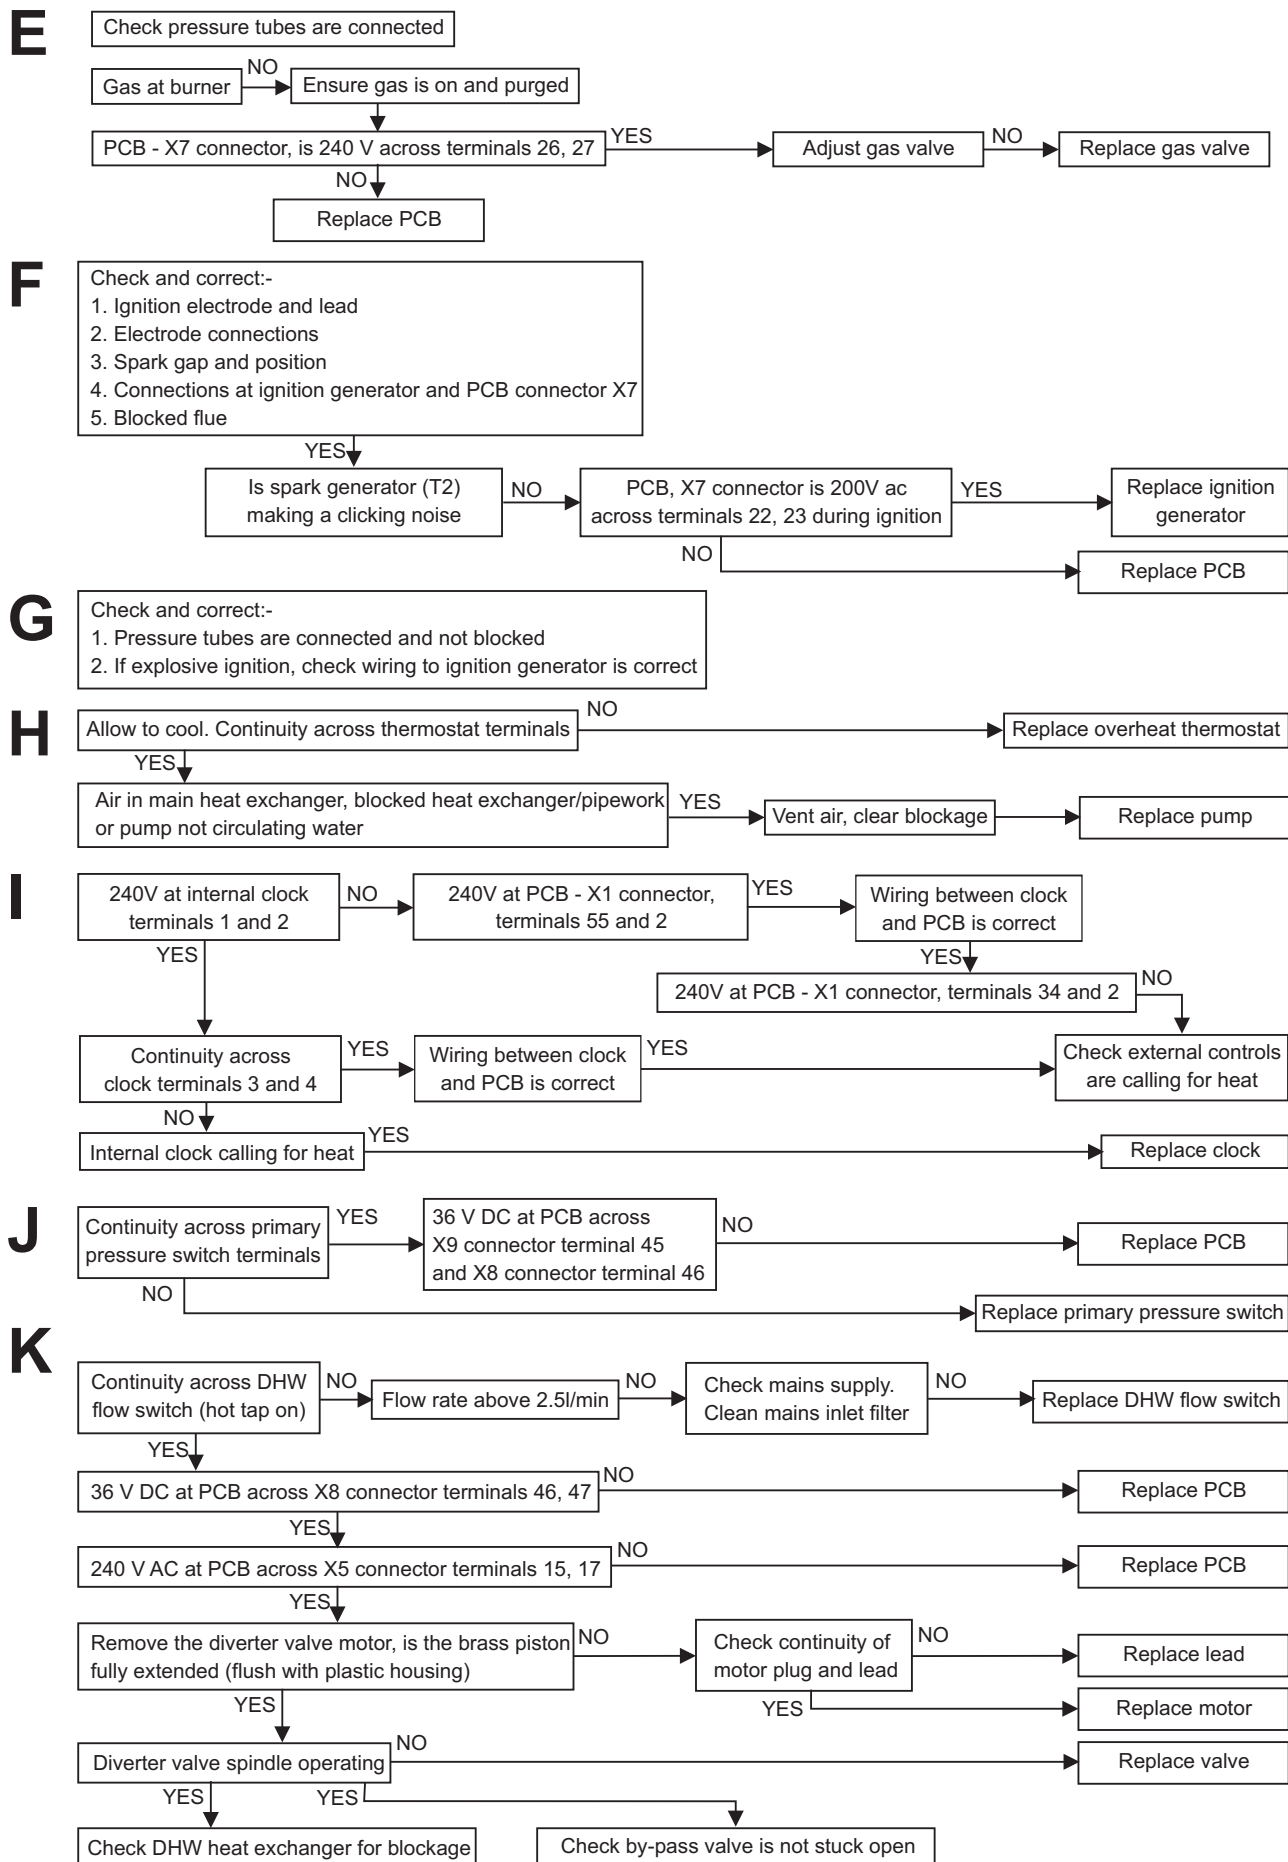 E
Check pressure tubes are connected
Gas at burner
NO
Ensure gas is on and purged
PCB - X7 connector, is 240 V across terminals 26, 27
YES
Adjust gas valve
NO
Replace gas valve
NO
Replace PCB
F
Check and correct:-
1. Ignition electrode and lead
2. Electrode connections
3. Spark gap and position
4. Connections at ignition generator and PCB connector X7
5. Blocked flue
YES
Is spark generator (T2)
making a clicking noise
NO
PCB, X7 connector is 200V ac
across terminals 22, 23 during ignition
YES
Replace ignition
generator
NO
Replace PCB
G
Check and correct:-
1. Pressure tubes are connected and not blocked
2. If explosive ignition, check wiring to ignition generator is correct
H
Allow to cool. Continuity across thermostat terminals
NO
Replace overheat thermostat
YES
Air in main heat exchanger, blocked heat exchanger/pipework
or pump not circulating water
YES
Vent air, clear blockage
Replace pump
I
240V at internal clock
terminals 1 and 2
NO
240V at PCB - X1 connector,
terminals 55 and 2
YES
Wiring between clock
and PCB is correct
YES
YES
240V at PCB - X1 connector, terminals 34 and 2
NO
Continuity across
clock terminals 3 and 4
YES
Wiring between clock
and PCB is correct
YES
Check external controls
are calling for heat
NO
Internal clock calling for heat
YES
Replace clock
J
Continuity across primary
pressure switch terminals
YES
36 V DC at PCB across
X9 connector terminal 45
and X8 connector terminal 46
NO
Replace PCB
NO
Replace primary pressure switch
K
Continuity across DHW
flow switch (hot tap on)
NO
Flow rate above 2.5l/min
NO
Check mains supply.
Clean mains inlet filter
NO
Replace DHW flow switch
YES
36 V DC at PCB across X8 connector terminals 46, 47
NO
Replace PCB
YES
240 V AC at PCB across X5 connector terminals 15, 17
NO
Replace PCB
YES
Remove the diverter valve motor, is the brass piston
fully extended (flush with plastic housing)
NO
Check continuity of
motor plug and lead
NO
Replace lead
YES
Replace motor
YES
Diverter valve spindle operating
NO
Replace valve
YES
YES
Check DHW heat exchanger for blockage
Check by-pass valve is not stuck open